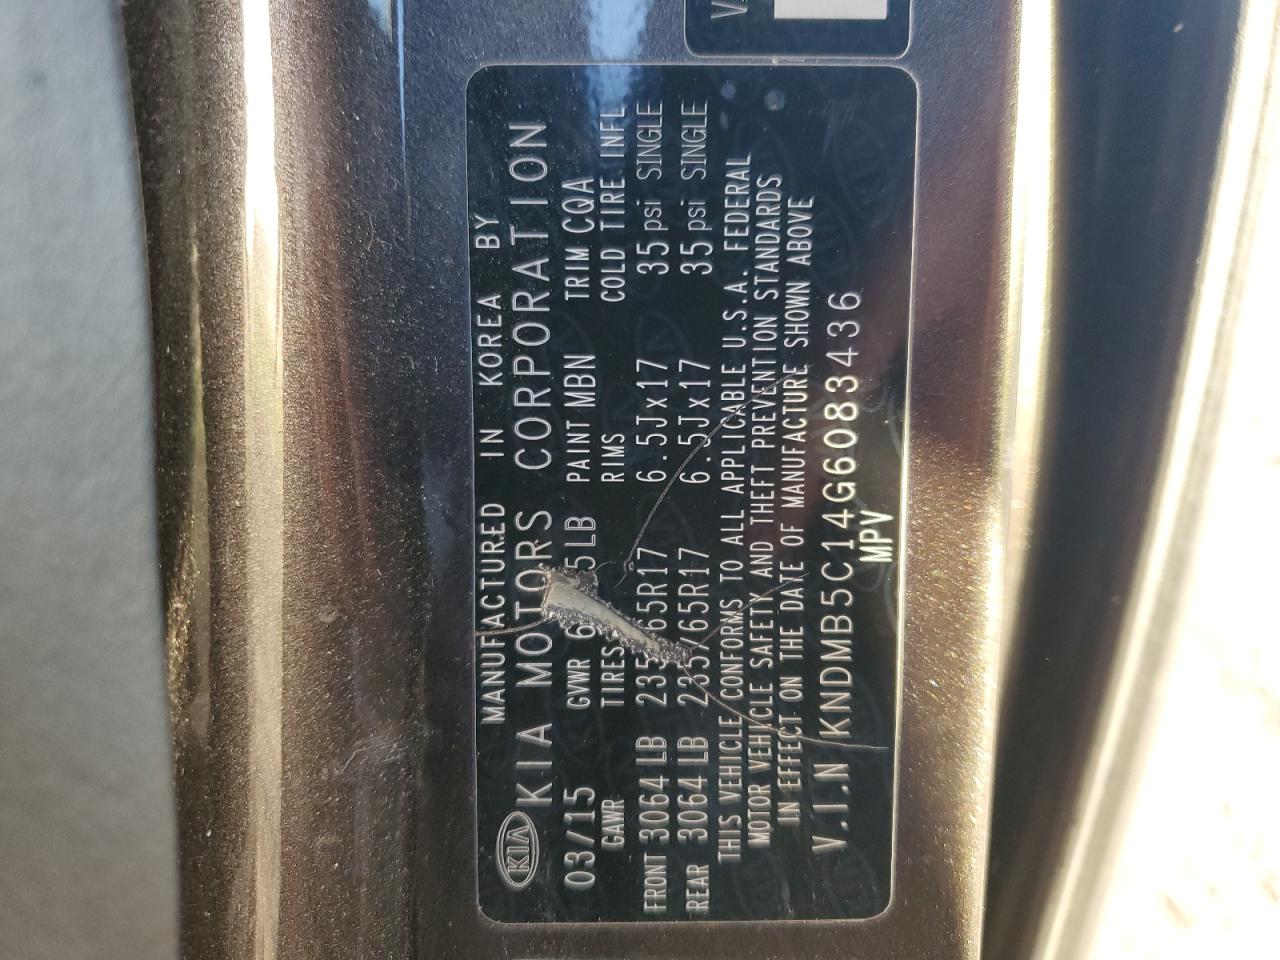 MANUFACTURED IN KOREA BY
KIA KIA MOTORS CORPORATION
03/15 GVWR PAINT MBN TRIM CQA
GAWR TIRES RIMS COLD TIRE INFL
FRONT 3064 LB 6.5Jx17 35 psi SINGLE
REAR 3064 LB 235/65R17 6.5Jx17 35 psi SINGLE
THIS VEHICLE CONFORMS TO ALL APPLICABLE U.S.A. FEDERAL
MOTOR VEHICLE SAFETY AND THEFT PREVENTION STANDARDS
IN EFFECT ON THE DATE OF MANUFACTURE SHOWN ABOVE
V.I.N KNDMB5C14G6083436
MPV